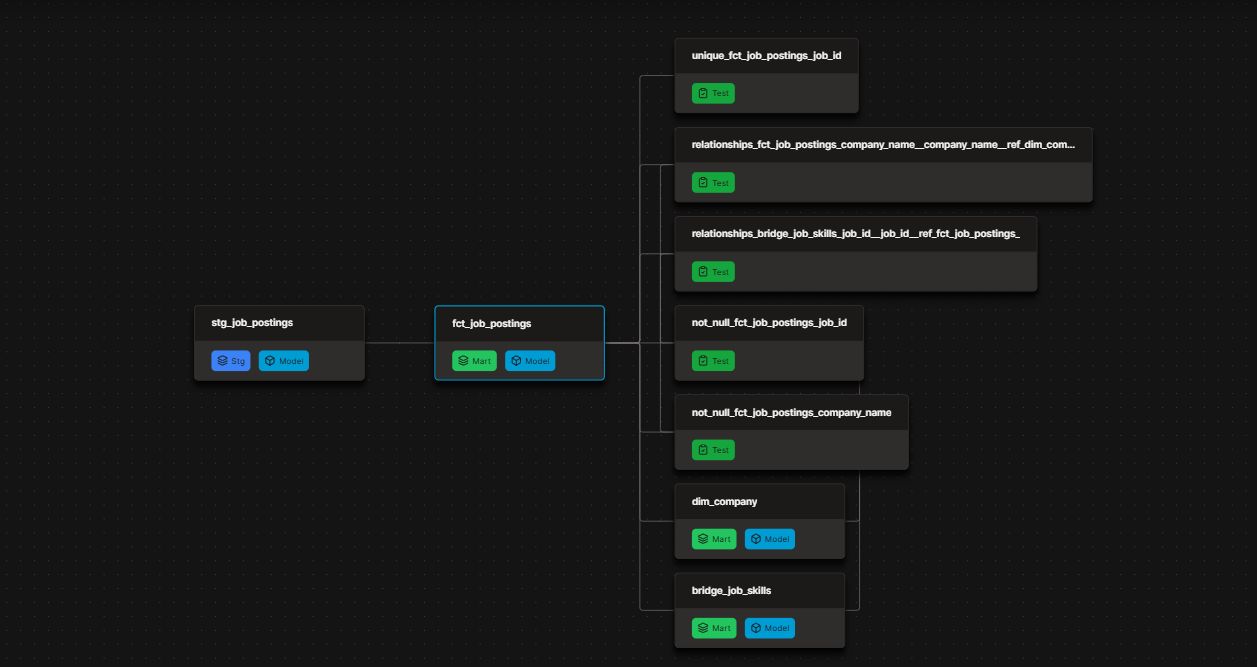 unique_fct_job_postings_job_id
Test
relationships_fct_job_postings_company_name__company_name__ref_dim_com...
Test
relationships_bridge_job_skills_job_id__job_id__ref_fct_job_postings_
Test
stg_job_postings
Stg Model
fct_job_postings
Mart Model
not_null_fct_job_postings_job_id
Test
not_null_fct_job_postings_company_name
Test
dim_company
Mart Model
bridge_job_skills
Mart Model